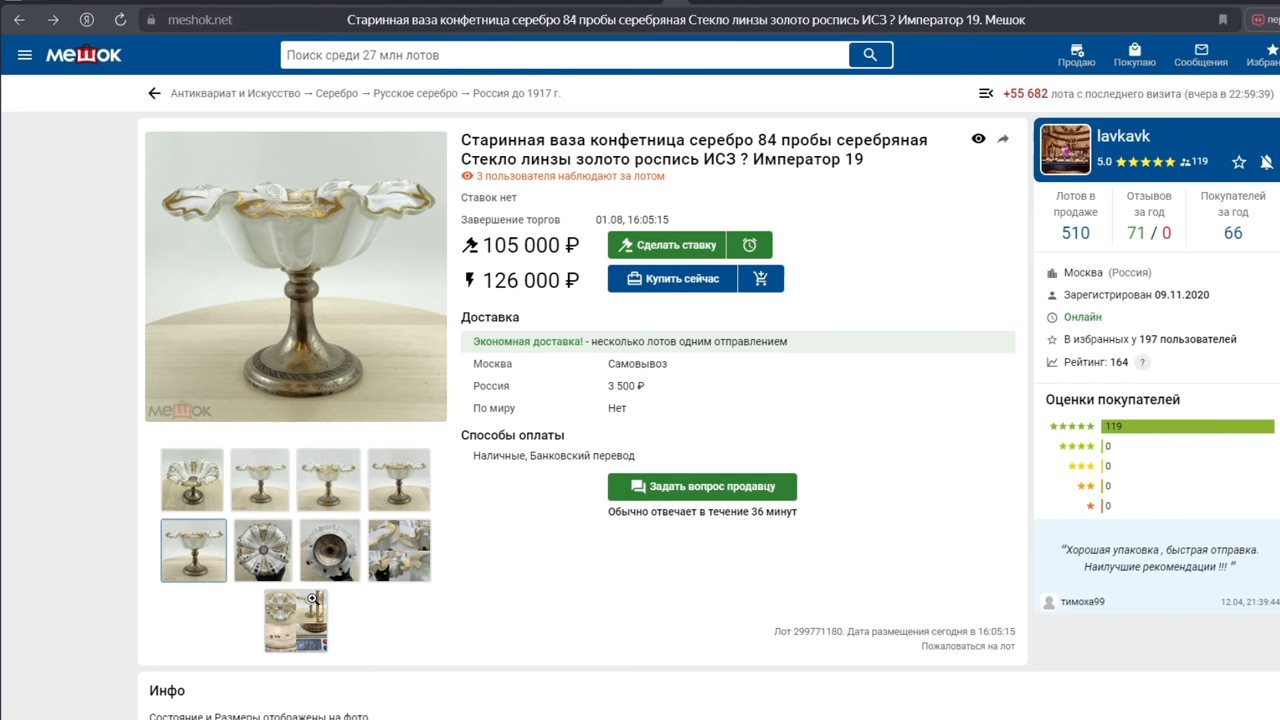 meshok.net
Старинная ваза конфетница серебро 84 пробы серебряная Стекло линзы золото роспись ИСЗ ? Император 19. Мешок
мешок
Поиск среди 27 млн лотов
Продаю
Покупаю
Сообщения
Избран
Антиквариат и Искусство → Серебро → Русское серебро → Россия до 1917 г.
+55 682 лота с последнего визита (вчера в 22:59:39)
Старинная ваза конфетница серебро 84 пробы серебряная
Стекло линзы золото роспись ИСЗ ? Император 19
3 пользователя наблюдают за лотом
Ставок нет
Завершение торгов 01.08, 16:05:15
105 000 ₽ Сделать ставку
126 000 ₽ Купить сейчас
Доставка
Экономная доставка! - несколько лотов одним отправлением
Москва Самовывоз
Россия 3 500 ₽
По миру Нет
Способы оплаты
Наличные, Банковский перевод
Задать вопрос продавцу
Обычно отвечает в течение 36 минут
Лот 299771180. Дата размещения сегодня в 16:05:15
Пожаловаться на лот
мешок
Инфо
Состояние и Размеры отображены на фото
lavkavk
5.0 119
Лотов в продаже
510
Отзывов за год
71 / 0
Покупателей за год
66
Москва (Россия)
Зарегистрирован 09.11.2020
Онлайн
В избранных у 197 пользователей
Рейтинг: 164 ?
Оценки покупателей
119
0
0
0
0
"Хорошая упаковка , быстрая отправка.
Наилучшие рекомендации !!! "
тимоха99 12.04, 21:39:44